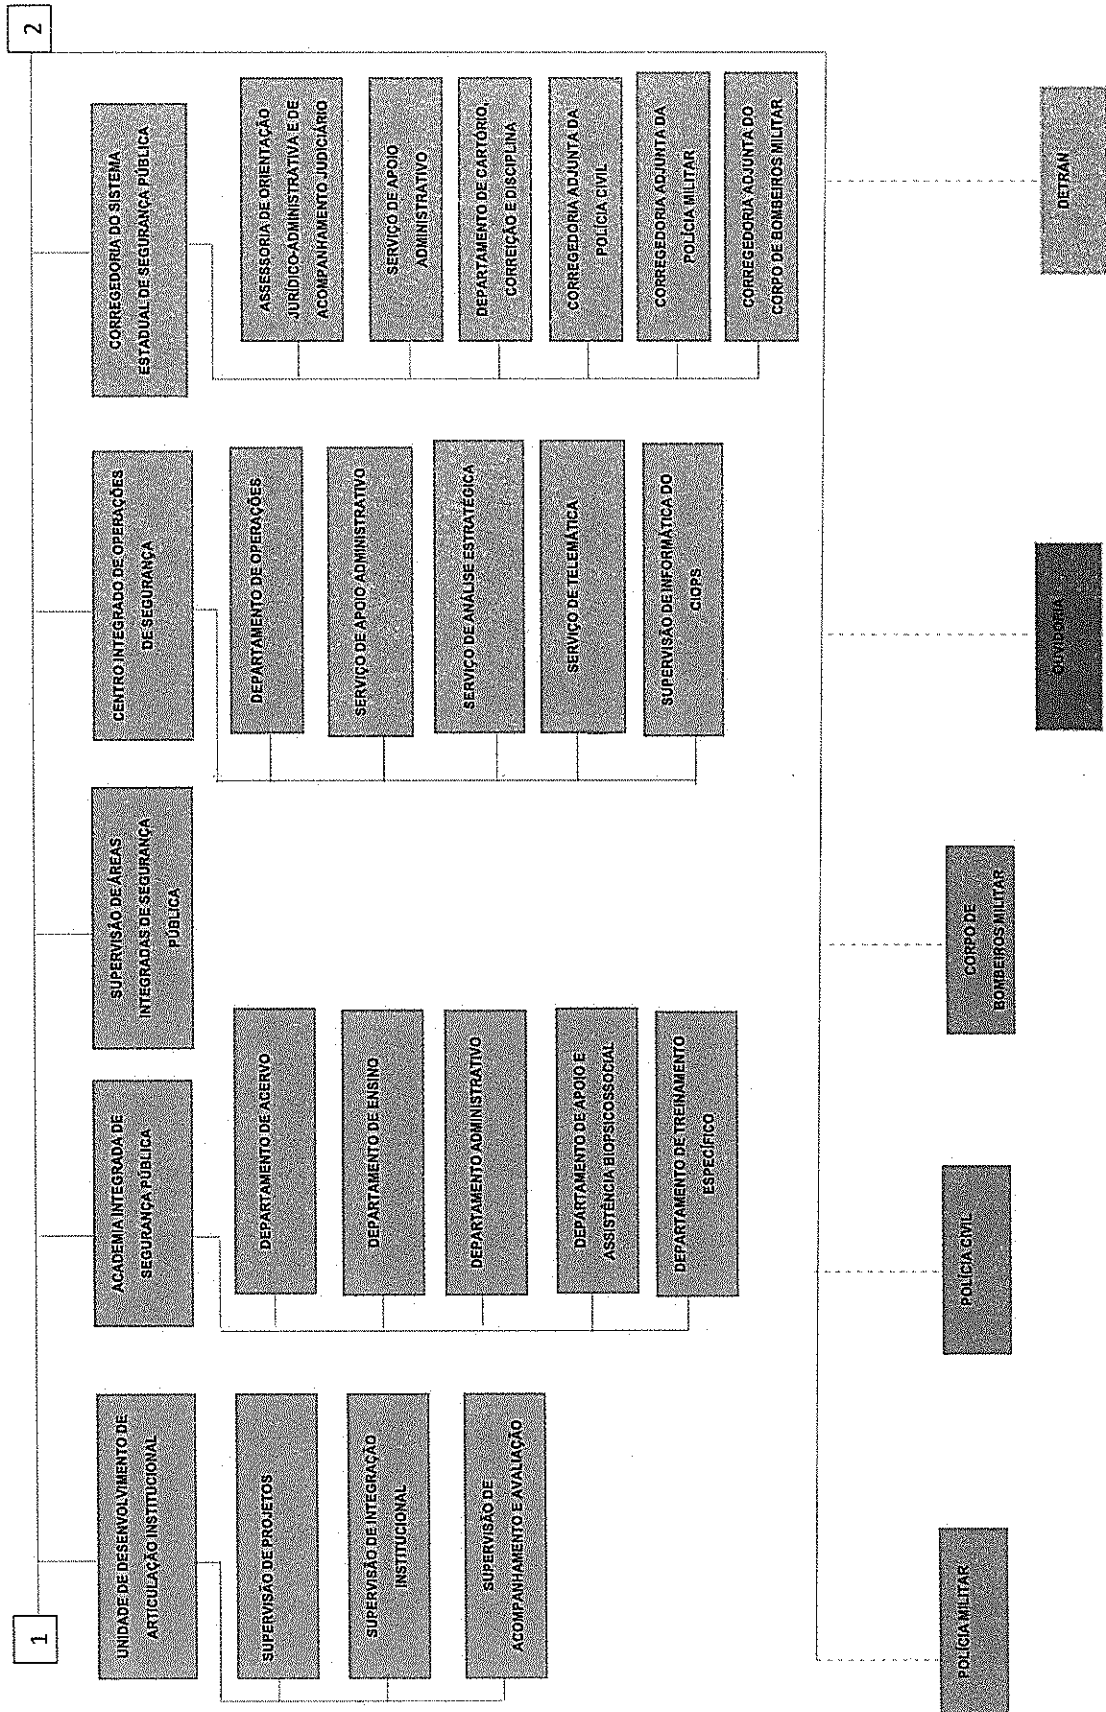 1
2
UNIDADE DE DESENVOLVIMENTO DE
ARTICULAÇÃO INSTITUCIONAL
SUPERVISÃO DE PROJETOS
SUPERVISÃO DE INTEGRAÇÃO
INSTITUCIONAL
SUPERVISÃO DE
ACOMPANHAMENTO E AVALIAÇÃO
ACADEMIA INTEGRADA DE
SEGURANÇA PÚBLICA
DEPARTAMENTO DE ACERVO
DEPARTAMENTO DE ENSINO
DEPARTAMENTO ADMINISTRATIVO
DEPARTAMENTO DE APOIO E
ASSISTÊNCIA BIOPSICOSSOCIAL
DEPARTAMENTO DE TREINAMENTO
ESPECÍFICO
SUPERVISÃO DE ÁREAS
INTEGRADAS DE SEGURANÇA
PÚBLICA
CENTRO INTEGRADO DE OPERAÇÕES
DE SEGURANÇA
DEPARTAMENTO DE OPERAÇÕES
SERVIÇO DE APOIO ADMINISTRATIVO
SERVIÇO DE ANÁLISE ESTRATÉGICA
SERVIÇO DE TELEMÁTICA
SUPERVISÃO DE INFORMÁTICA DO
CIOPS
CORREGEDORIA DO SISTEMA
ESTADUAL DE SEGURANÇA PÚBLICA
ASSESSORIA DE ORIENTAÇÃO
JURÍDICO-ADMINISTRATIVA E DE
ACOMPANHAMENTO JUDICIÁRIO
SERVIÇO DE APOIO
ADMINISTRATIVO
DEPARTAMENTO DE CARTÓRIO,
CORREIÇÃO E DISCIPLINA
CORREGEDORIA ADJUNTA DA
POLÍCIA CIVIL
CORREGEDORIA ADJUNTA DA
POLÍCIA MILITAR
CORREGEDORIA ADJUNTA DO
CORPO DE BOMBEIROS MILITAR
POLÍCIA MILITAR
POLÍCIA CIVIL
CORPO DE
BOMBEIROS MILITAR
OUVIDORIA
DETRAN